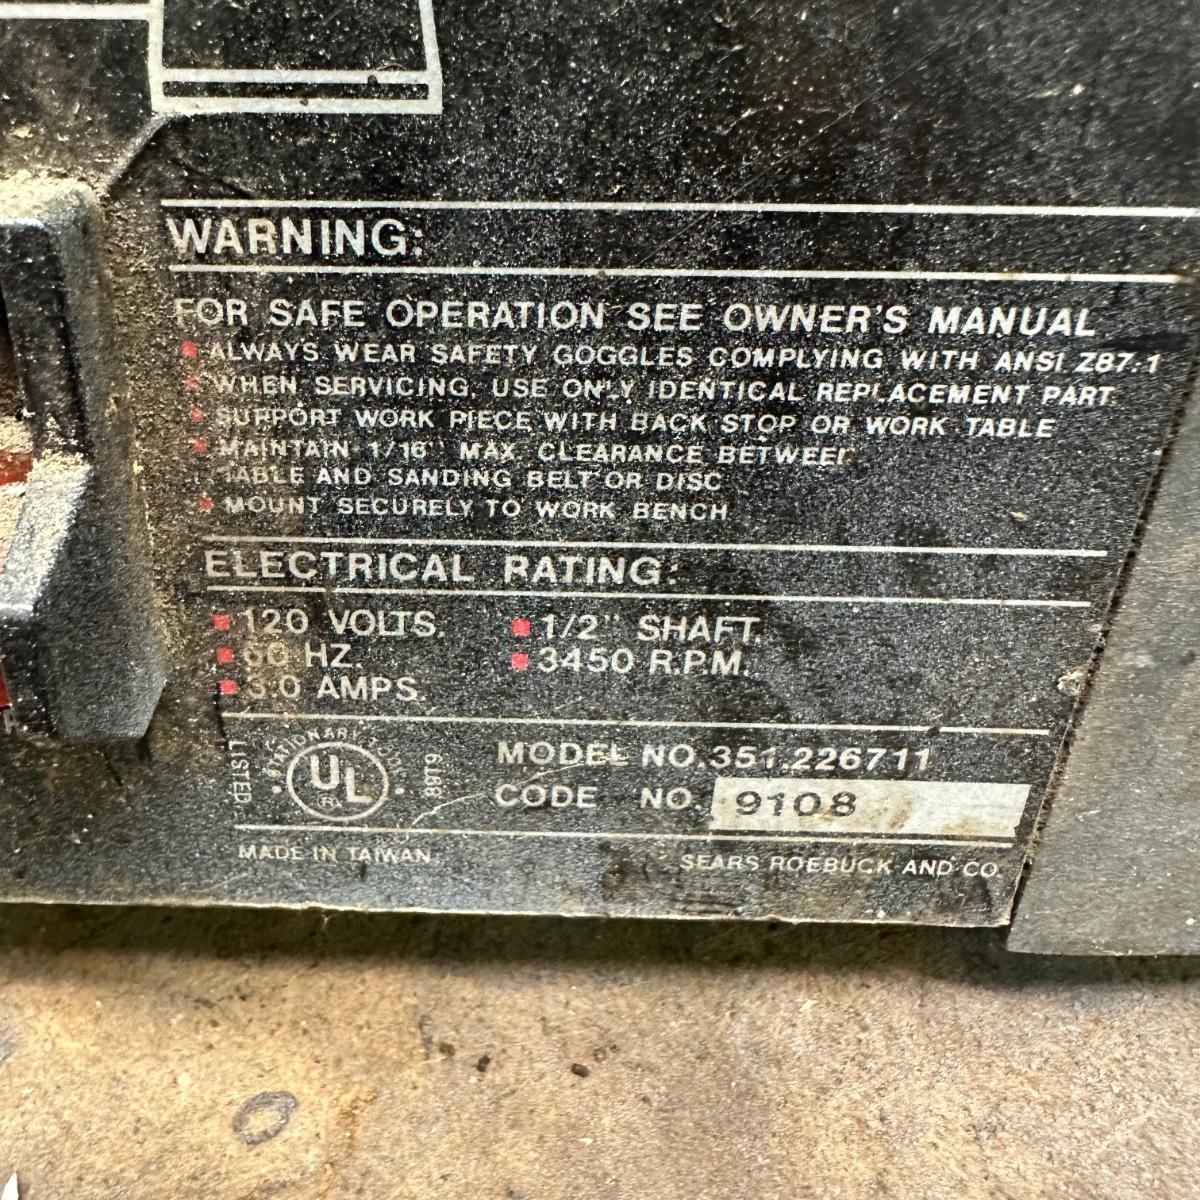 WARNING:
FOR SAFE OPERATION SEE OWNER'S MANUAL
ALWAYS WEAR SAFETY GOGGLES COMPLYING WITH ANSI Z87.1
WHEN SERVICING, USE ONLY IDENTICAL REPLACEMENT PART
SUPPORT WORK PIECE WITH BACK STOP OR WORK TABLE
MAINTAIN 1/16" MAX. CLEARANCE BETWEEN
TABLE AND SANDING BELT OR DISC
MOUNT SECURELY TO WORK BENCH
ELECTRICAL RATING:
120 VOLTS.
1/2" SHAFT.
60 HZ.
3450 R.P.M.
3.0 AMPS.
LISTED
STATIONARY TOOL
UL
®
MODEL NO. 351.226711
CODE NO. 9108
MADE IN TAIWAN
SEARS ROEBUCK AND CO.